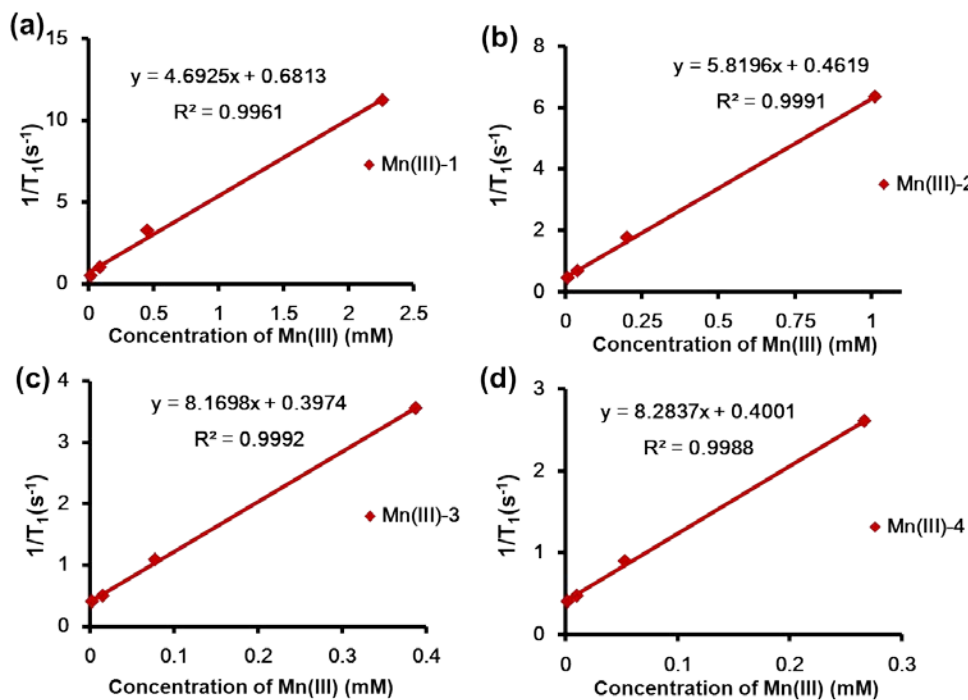 (a)
15
10
5
0
1/T₁(s⁻¹)
y = 4.6925x + 0.6813
R² = 0.9961
Mn(III)-1
0 0.5 1 1.5 2 2.5
Concentration of Mn(III) (mM)
(b)
8
6
4
2
0
1/T₁(s⁻¹)
y = 5.8196x + 0.4619
R² = 0.9991
Mn(III)-2
0 0.25 0.5 0.75 1
Concentration of Mn(III) (mM)
(c)
4
3
2
1
0
1/T₁(s⁻¹)
y = 8.1698x + 0.3974
R² = 0.9992
Mn(III)-3
0 0.1 0.2 0.3 0.4
Concentration of Mn(III) (mM)
(d)
3
2
1
0
1/T₁(s⁻¹)
y = 8.2837x + 0.4001
R² = 0.9988
Mn(III)-4
0 0.1 0.2 0.3
Concentration of Mn(III) (mM)